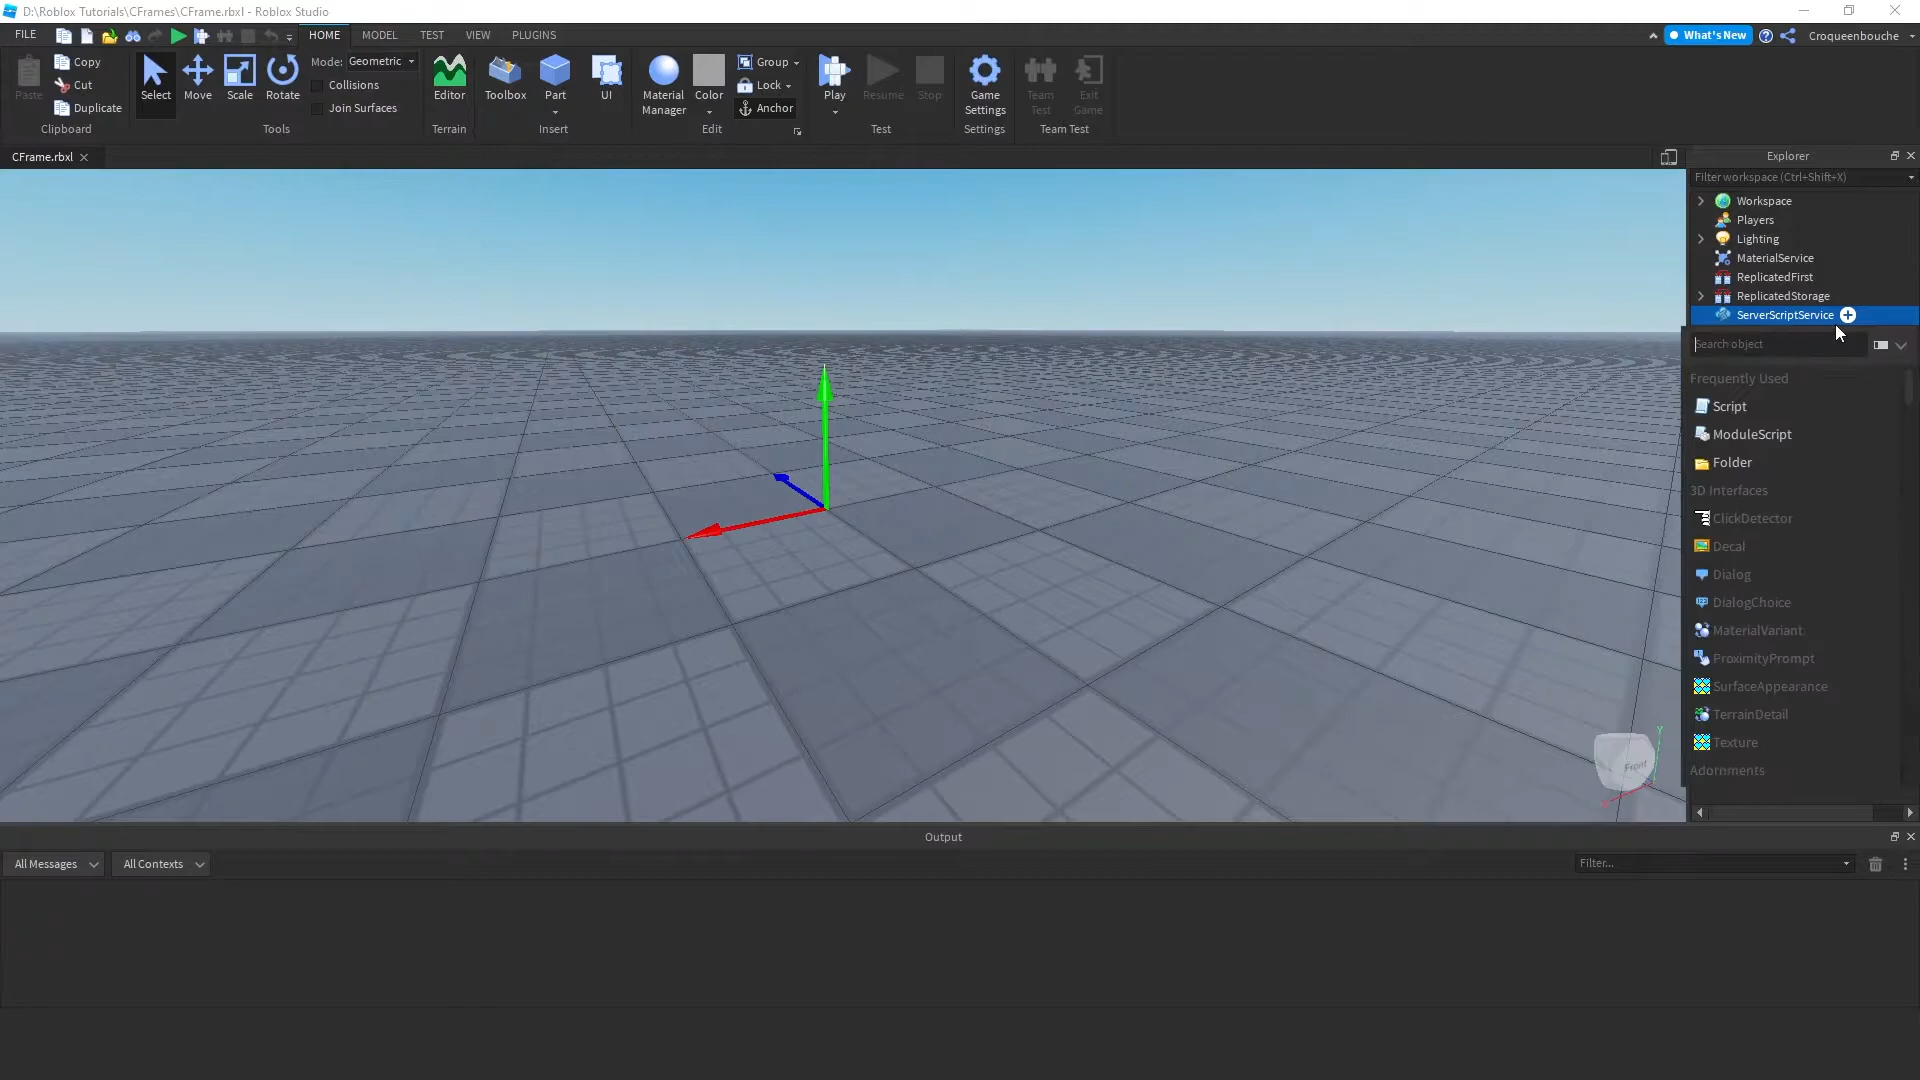 D:\Roblox Tutorials\CFrames\CFrame.rbxl - Roblox Studio
FILE HOME MODEL TEST VIEW PLUGINS What's New Croqueenbouche
Paste Copy Cut Duplicate Clipboard
Select Move Scale Rotate Mode: Geometric Collisions Join Surfaces Tools
Editor Terrain
Toolbox Part UI Insert
Material Manager Color Group Lock Anchor Edit
Play Resume Stop Test
Game Settings Settings
Team Test Exit Game Team Test
CFrame.rbxl
Explorer
Filter workspace (Ctrl+Shift+X)
Workspace
Players
Lighting
MaterialService
ReplicatedFirst
ReplicatedStorage
ServerScriptService
Search object
Frequently Used
Script
ModuleScript
Folder
3D Interfaces
ClickDetector
Decal
Dialog
DialogChoice
MaterialVariant
ProximityPrompt
SurfaceAppearance
TerrainDetail
Texture
Adornments
Y
Front
Output
All Messages All Contexts Filter...